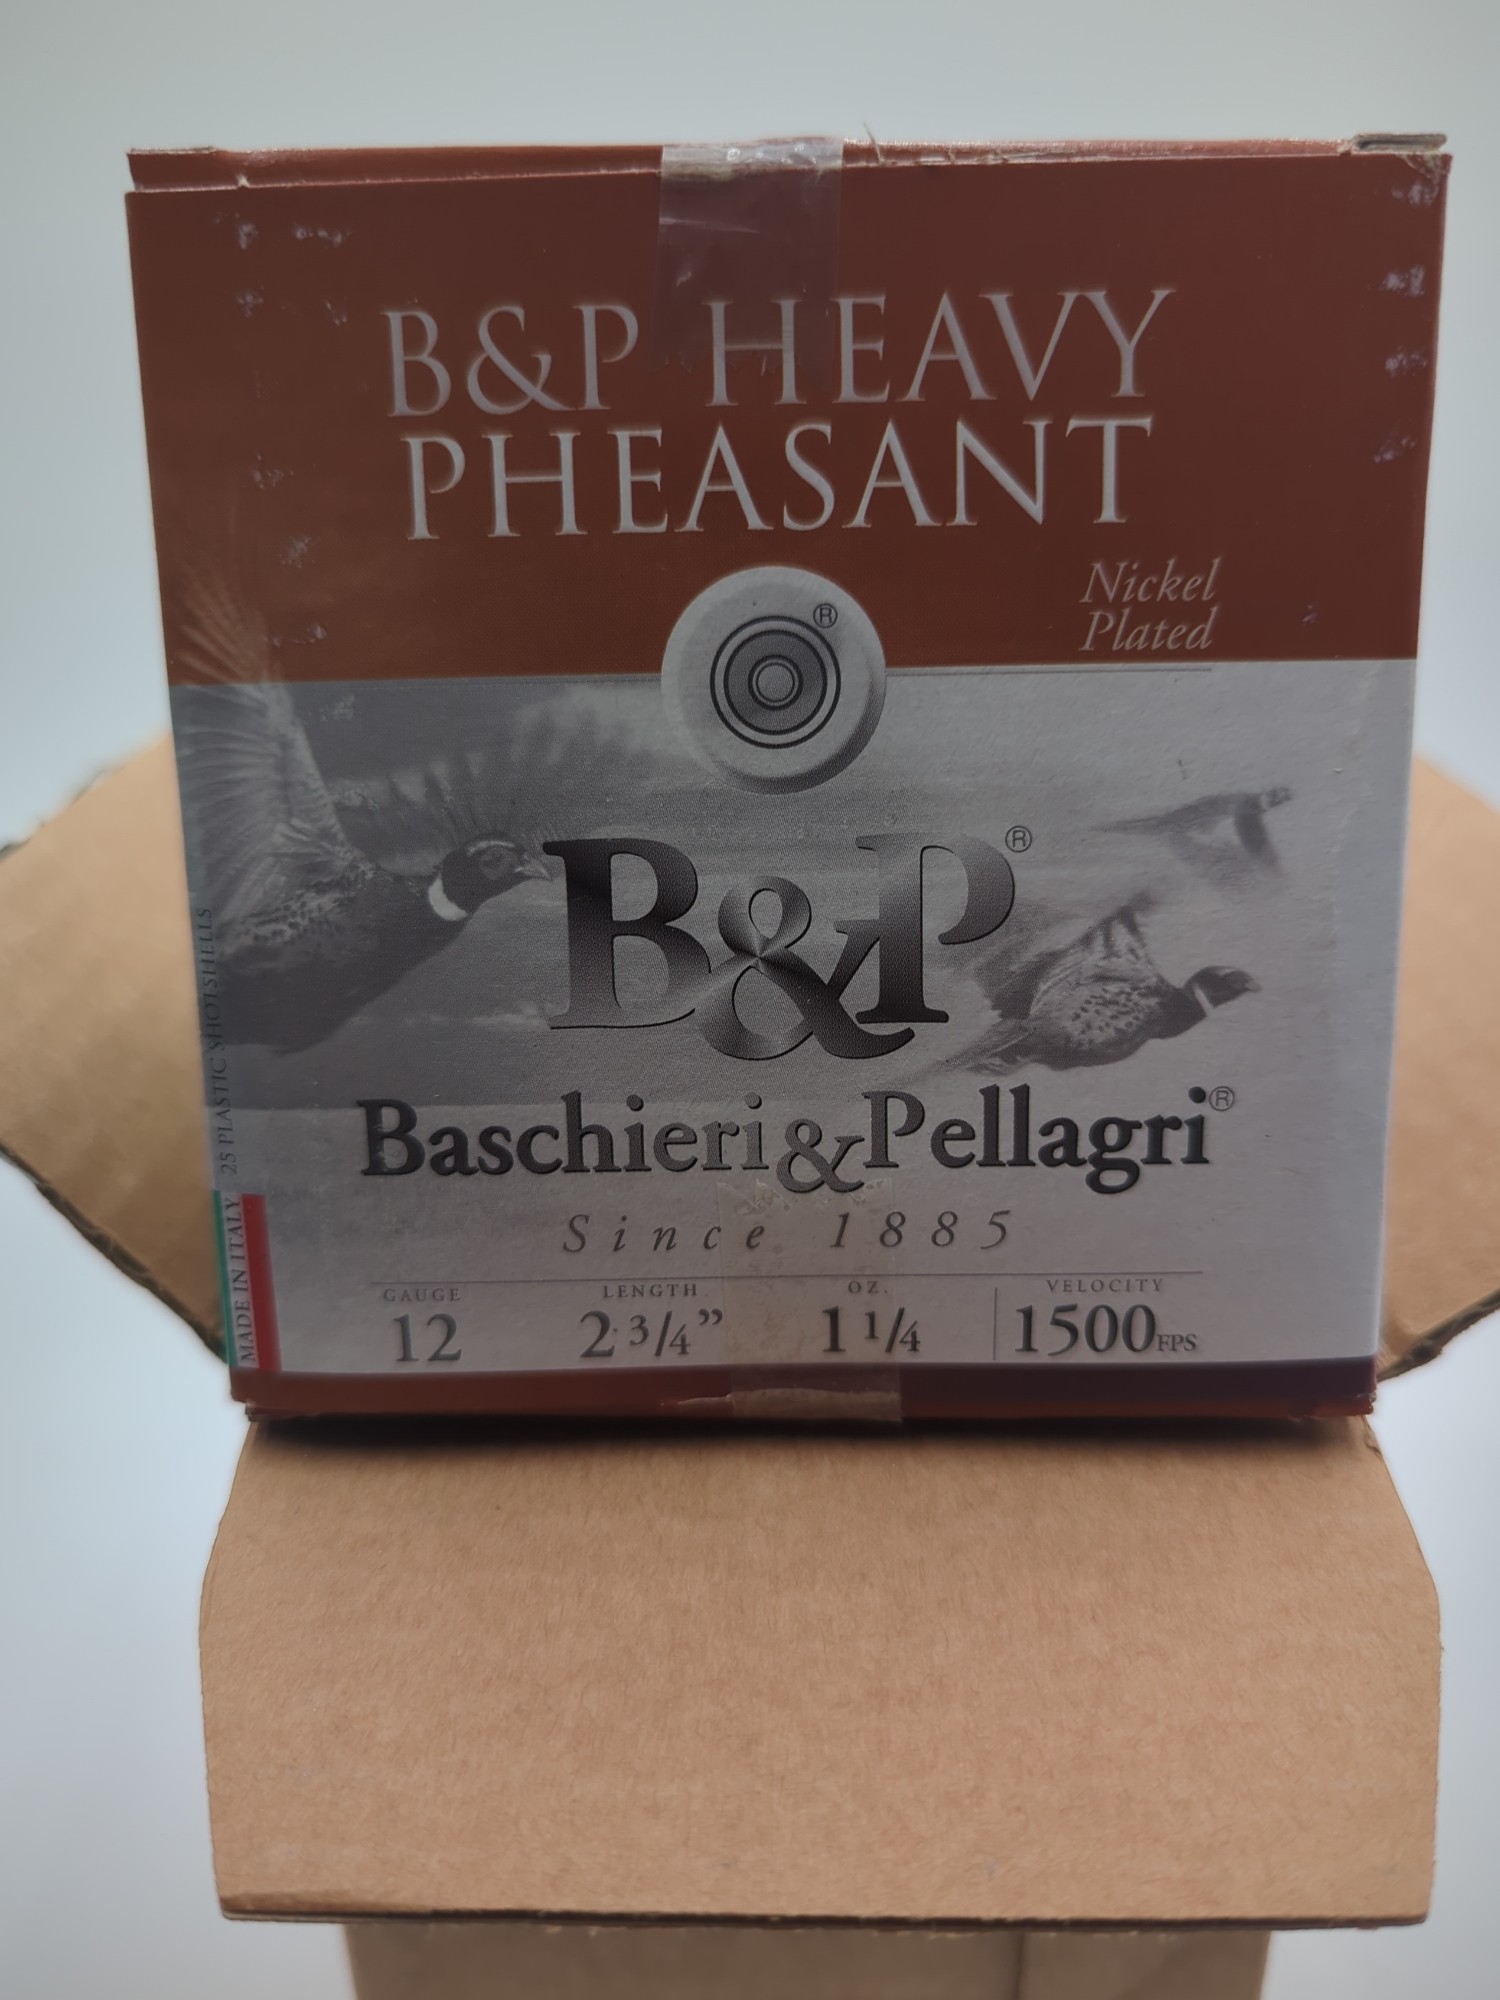 B&P HEAVY
PHEASANT
Nickel
Plated
®
B&P®
Baschieri&Pellagri®
Since 1885
GAUGE LENGTH OZ. VELOCITY
12 2 3/4” 1 1/4 1500 FPS
25 PLASTIC SHOTSHELLS
MADE IN ITALY